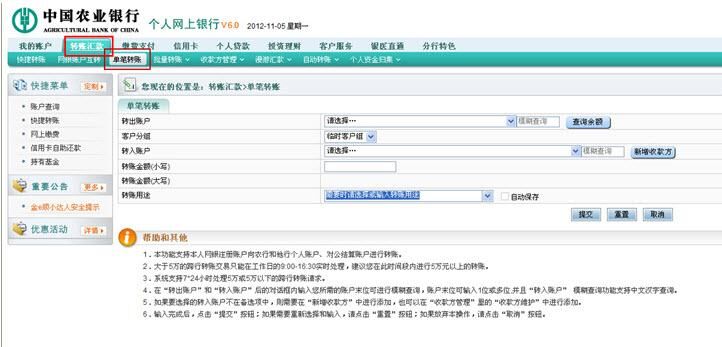 中国农业银行 个人网上银行 V6.0 2012-11-05 星期一
AGRICULTURAL BANK OF CHINA
我的账户 转账汇款 缴费支付 信用卡 个人贷款 投资理财 客户服务 银医直通 分行特色
快捷转账 网银账户互转 单笔转账 批量转账 收款方管理 漫游汇款 自动转账 个人资金归集
快捷菜单 定制
账户查询
快捷转账
网上缴费
信用卡自助还款
持有基金
重要公告 更多
金e顺小达人安全提示
优惠活动 详情
您现在的位置是：转账汇款>单笔转账
单笔转账
转出账户 请选择… 模糊查询 查询余额
客户分组 临时客户组
转入账户 请选择… 模糊查询 新增收款方
转账金额(小写)
转账金额(大写)
转账用途 需要时请选择或输入转账用途 自动保存
提交 重置 取消
帮助和其他
1．本功能支持本人网银注册账户向农行和他行个人账户、对公结算账户进行转账。
2．大于5万的跨行转账交易只能在工作日的9:00-16:30实时处理，建议您在此时间段内进行5万元以上的转账。
3．系统支持7*24小时处理5万或5万以下的跨行转账请求。
4．在“转出账户”和“转入账户”后的对话框内输入您所需的账户末位可进行模糊查询，账户末位可输入1位或多位;并且“转入账户” 模糊查询功能支持中文汉字查询。
5．如果要选择的转入账户不在备选项中，则需要在“新增收款方”中进行添加，也可以在“收款方管理”里的“收款方维护”中进行添加。
6．输入完成后，点击“提交”按钮；如果需要重新选择和输入，请点击“重置”按钮；如果放弃本操作，请点击“取消”按钮。